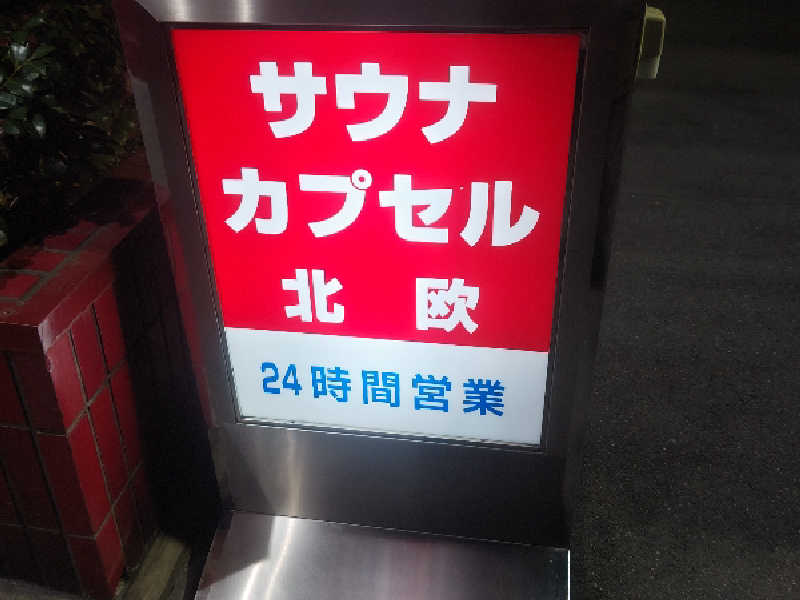 サウナ
カプセル
北 欧
24時間営業